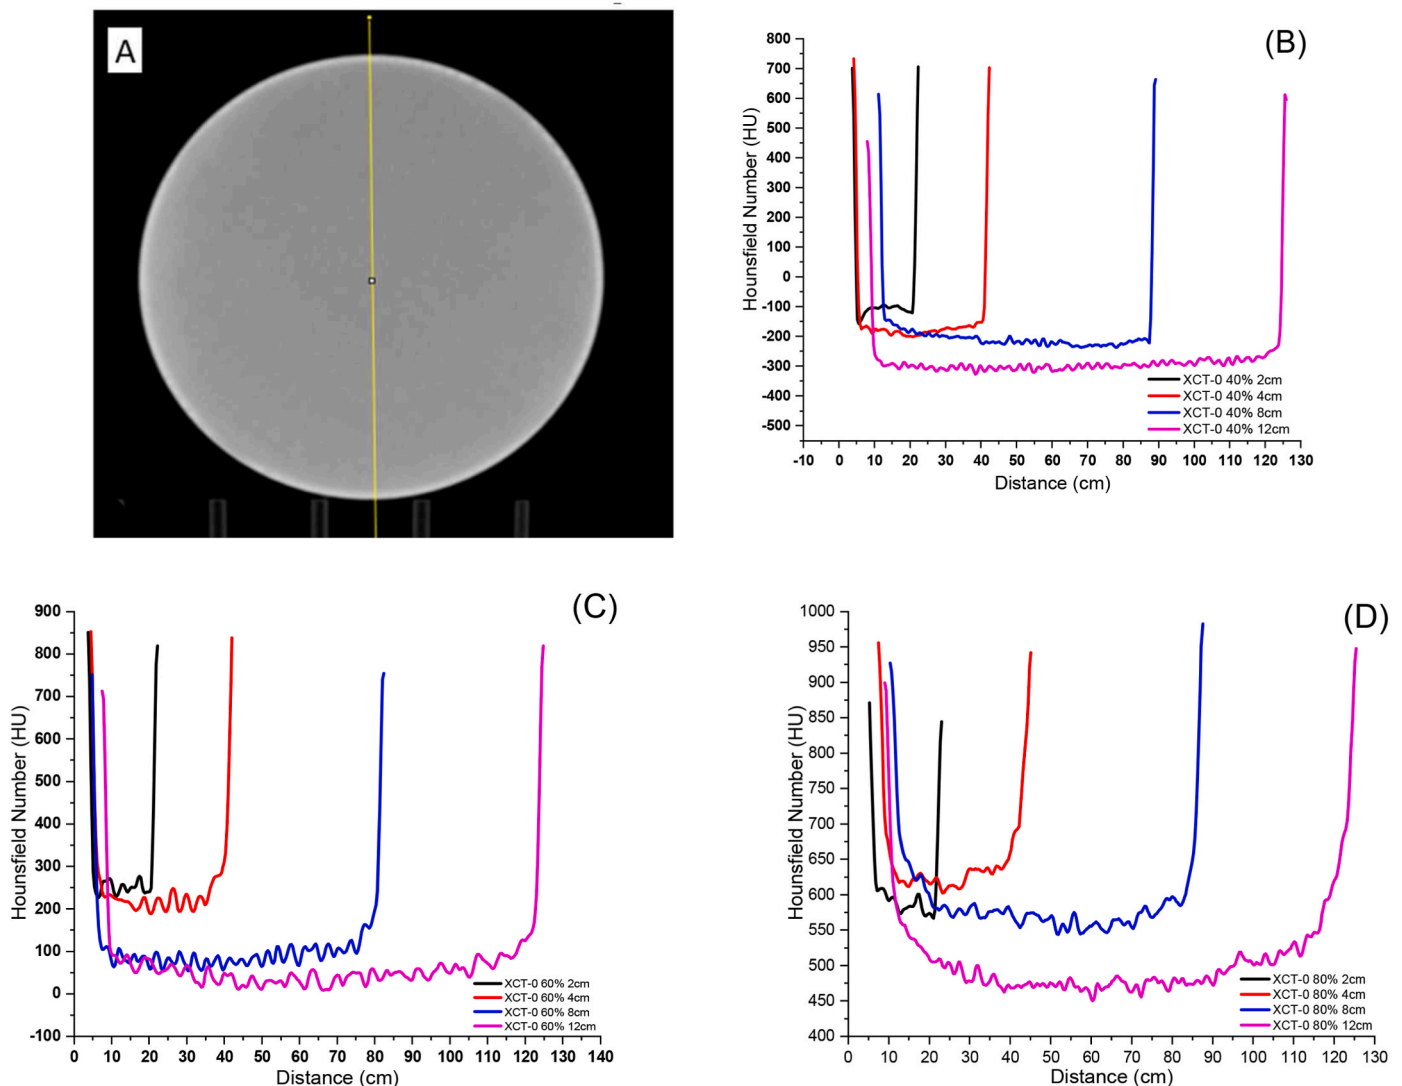 A
(B)
800
700
600
500
400
300
200
100
0
-100
-200
-300
-400
-500
Hounsfield Number (HU)
XCT-0 40% 2cm
XCT-0 40% 4cm
XCT-0 40% 8cm
XCT-0 40% 12cm
-10 0 10 20 30 40 50 60 70 80 90 100 110 120 130
Distance (cm)
(C)
900
800
700
600
500
400
300
200
100
0
-100
Hounsfield Number (HU)
XCT-0 60% 2cm
XCT-0 60% 4cm
XCT-0 60% 8cm
XCT-0 60% 12cm
0 10 20 30 40 50 60 70 80 90 100 110 120 130 140
Distance (cm)
(D)
1000
950
900
850
800
750
700
650
600
550
500
450
400
Hounsfield Number (HU)
XCT-0 80% 2cm
XCT-0 80% 4cm
XCT-0 80% 8cm
XCT-0 80% 12cm
0 10 20 30 40 50 60 70 80 90 100 110 120 130
Distance (cm)